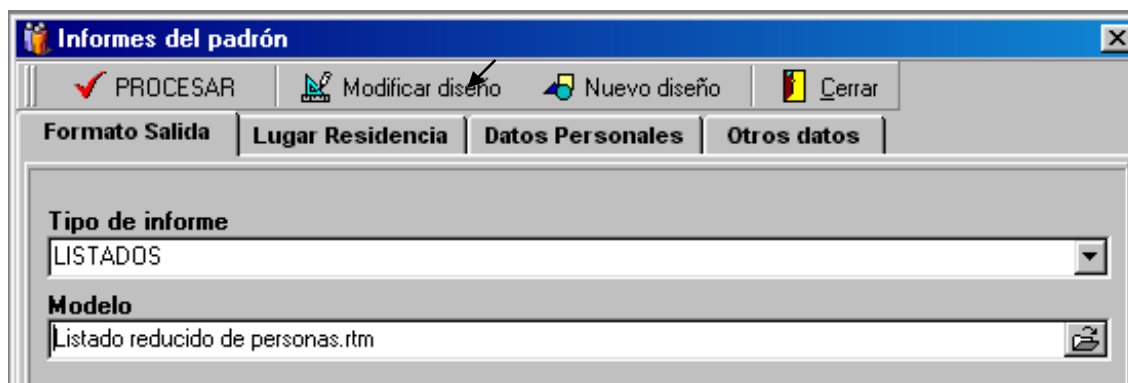 Informes del padrón
PROCESAR Modificar diseño Nuevo diseño Cerrar
Formato Salida Lugar Residencia Datos Personales Otros datos
Tipo de informe
LISTADOS
Modelo
Listado reducido de personas.rtm